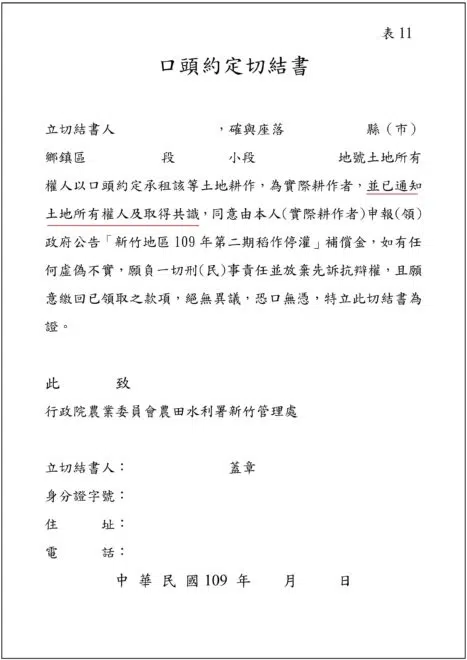 表 11
口頭約定切結書
立切結書人 ,確與座落 縣(市)
鄉鎮區 段 小段 地號土地所有
權人以口頭約定承租該等土地耕作,為實際耕作者,並已通知
土地所有權人及取得共識,同意由本人(實際耕作者)申報(領)
政府公告「新竹地區 109 年第二期稻作停灌」補償金,如有任
何虛偽不實,願負一切刑(民)事責任並放棄先訴抗辯權,且願
意繳回已領取之款項,絕無異議,恐口無憑,特立此切結書為
證。
此 致
行政院農業委員會農田水利署新竹管理處
立切結書人: 蓋章
身分證字號:
住 址:
電 話:
中 華 民 國 109 年 月 日